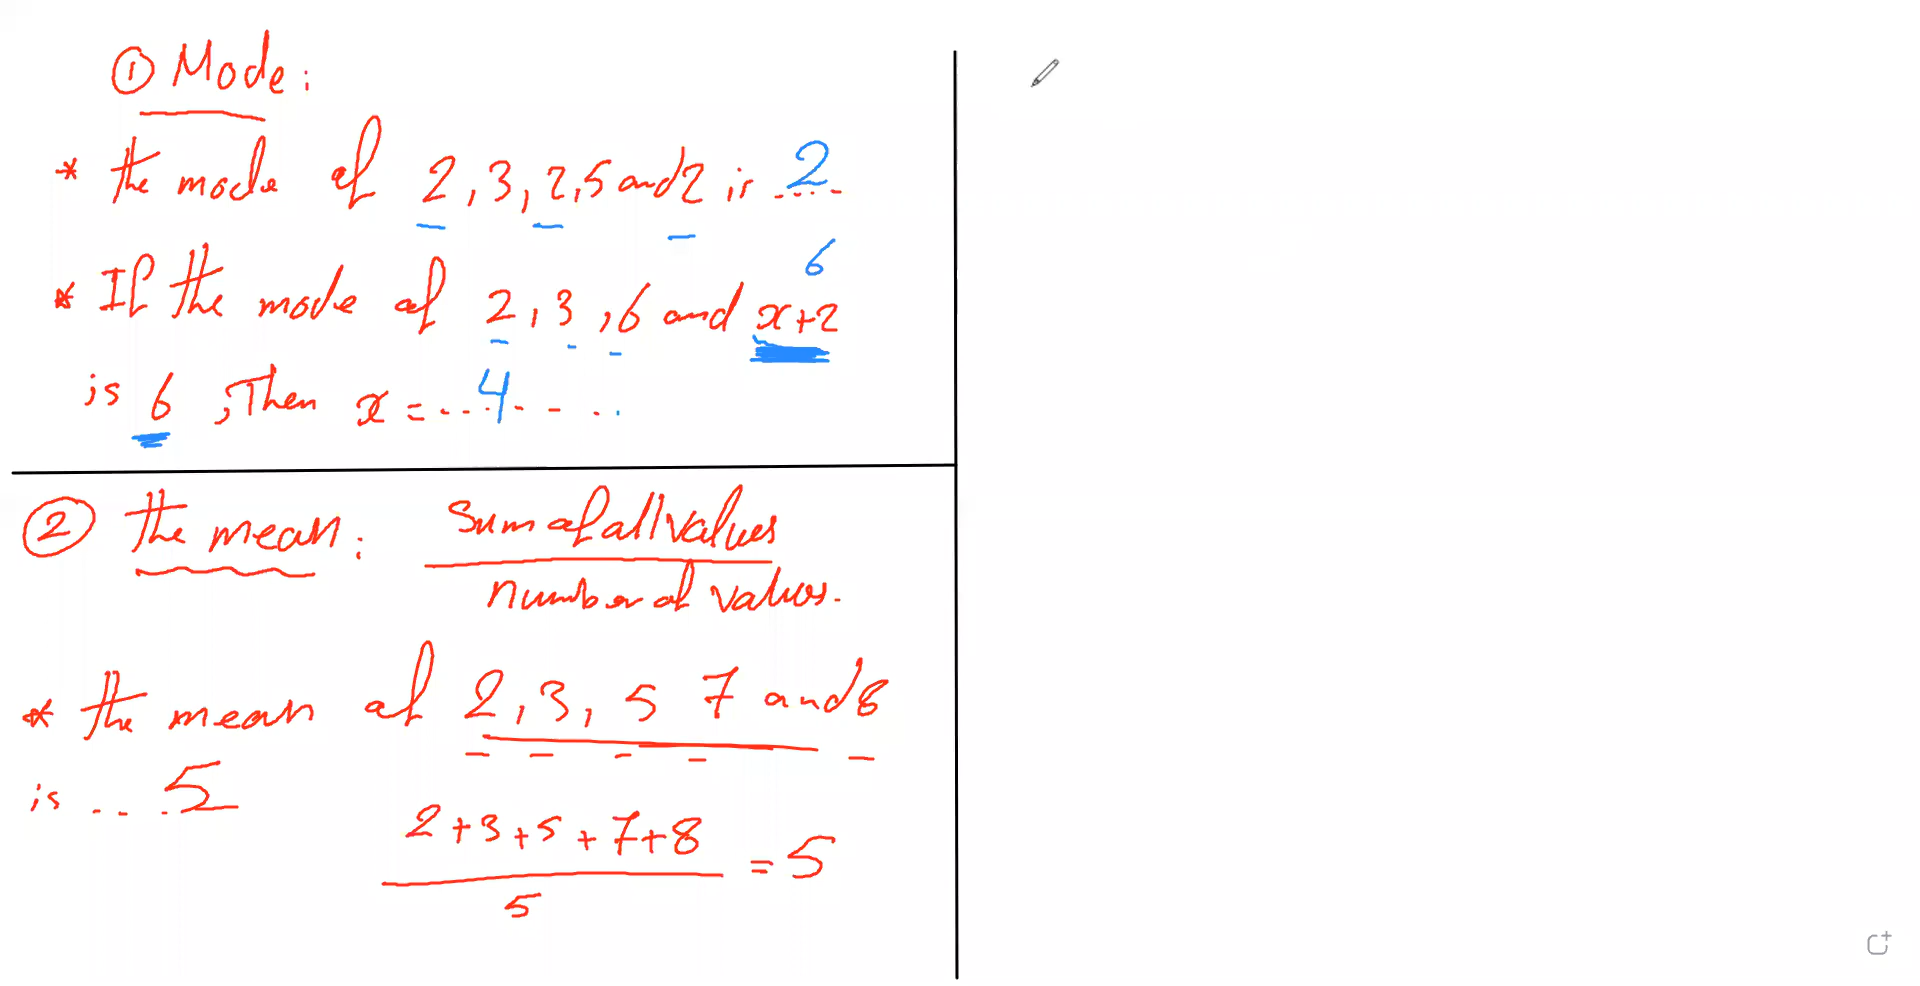 ① Mode:
* the mode of 2, 3, 2, 5 and 2 is 2 ....
6
* If the mode of 2, 3, 6 and x+2
is 6, Then x = ... 4 ....
② the mean: Sum of all values
number of values.
* the mean of 2, 3, 5 7 and 8
is ... 5
2+3+5+7+8
= 5
5